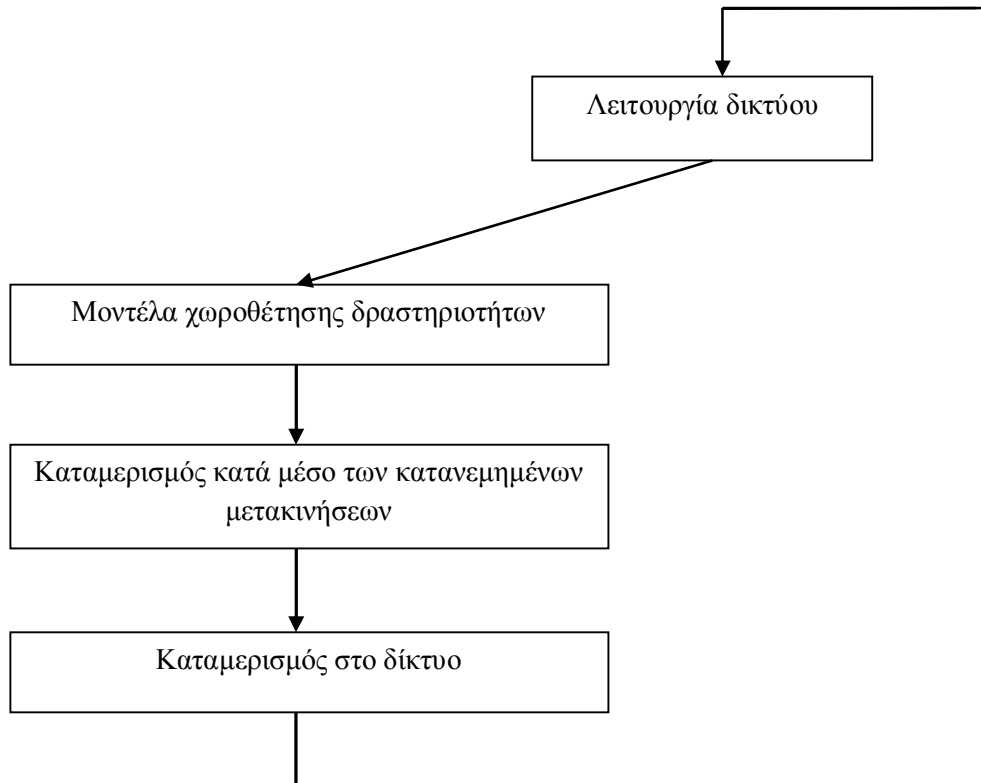 Λειτουργία δικτύου
Μοντέλα χωροθέτησης δραστηριοτήτων
Καταμερισμός κατά μέσο των κατανεμημένων
μετακινήσεων
Καταμερισμός στο δίκτυο